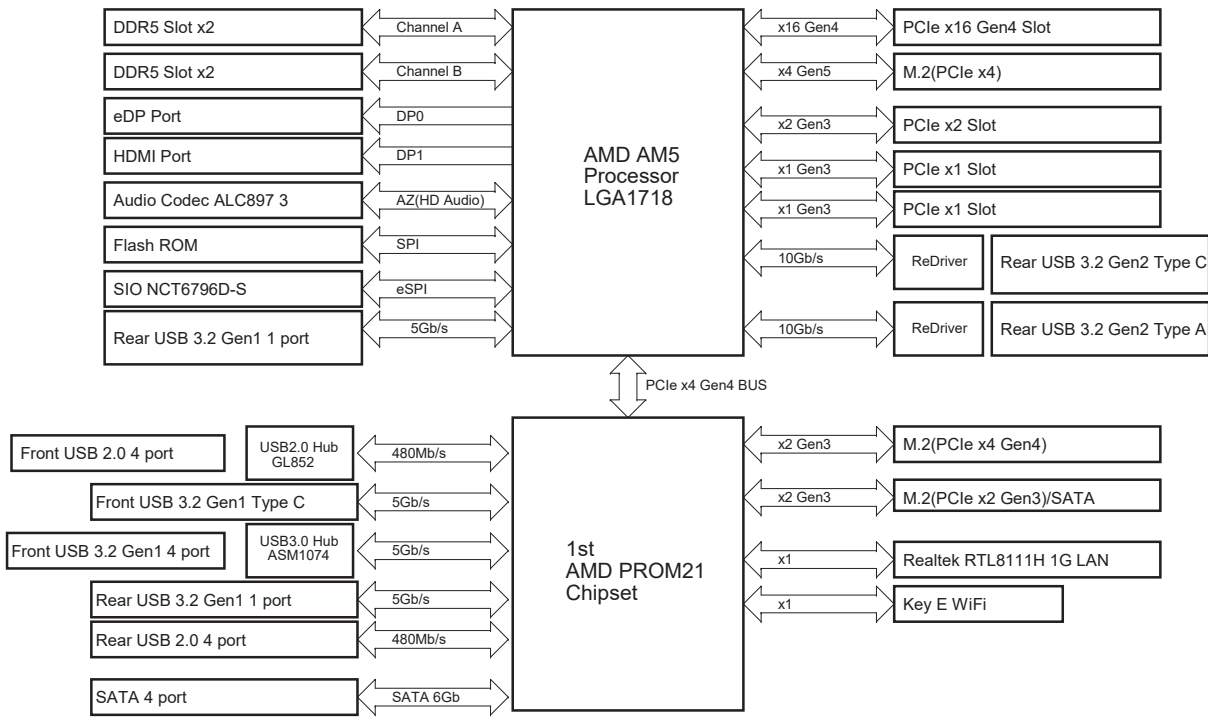 DDR5 Slot x2
Channel A
DDR5 Slot x2
Channel B
eDP Port
DP0
HDMI Port
DP1
Audio Codec ALC897 3
AZ(HD Audio)
Flash ROM
SPI
SIO NCT6796D-S
eSPI
Rear USB 3.2 Gen1 1 port
5Gb/s
AMD AM5
Processor
LGA1718
x16 Gen4
PCIe x16 Gen4 Slot
x4 Gen5
M.2(PCIe x4)
x2 Gen3
PCIe x2 Slot
x1 Gen3
PCIe x1 Slot
x1 Gen3
PCIe x1 Slot
10Gb/s
ReDriver
Rear USB 3.2 Gen2 Type C
10Gb/s
ReDriver
Rear USB 3.2 Gen2 Type A
PCIe x4 Gen4 BUS
Front USB 2.0 4 port
USB2.0 Hub
GL852
480Mb/s
Front USB 3.2 Gen1 Type C
5Gb/s
Front USB 3.2 Gen1 4 port
USB3.0 Hub
ASM1074
5Gb/s
Rear USB 3.2 Gen1 1 port
5Gb/s
Rear USB 2.0 4 port
480Mb/s
SATA 4 port
SATA 6Gb
1st
AMD PROM21
Chipset
x2 Gen3
M.2(PCIe x4 Gen4)
x2 Gen3
M.2(PCIe x2 Gen3)/SATA
x1
Realtek RTL8111H 1G LAN
x1
Key E WiFi